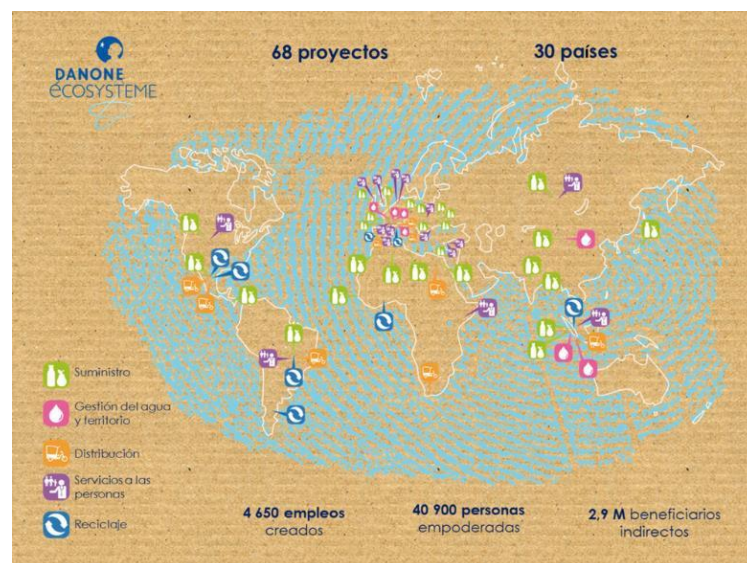 68 proyectos
30 países
DANONE
éCOSYSTEME
Suministro
Gestión del agua
y territorio
Distribución
Servicios a las
personas
Reciclaje
4 650 empleos
creados
40 900 personas
empoderadas
2,9 M beneficiarios
indirectos